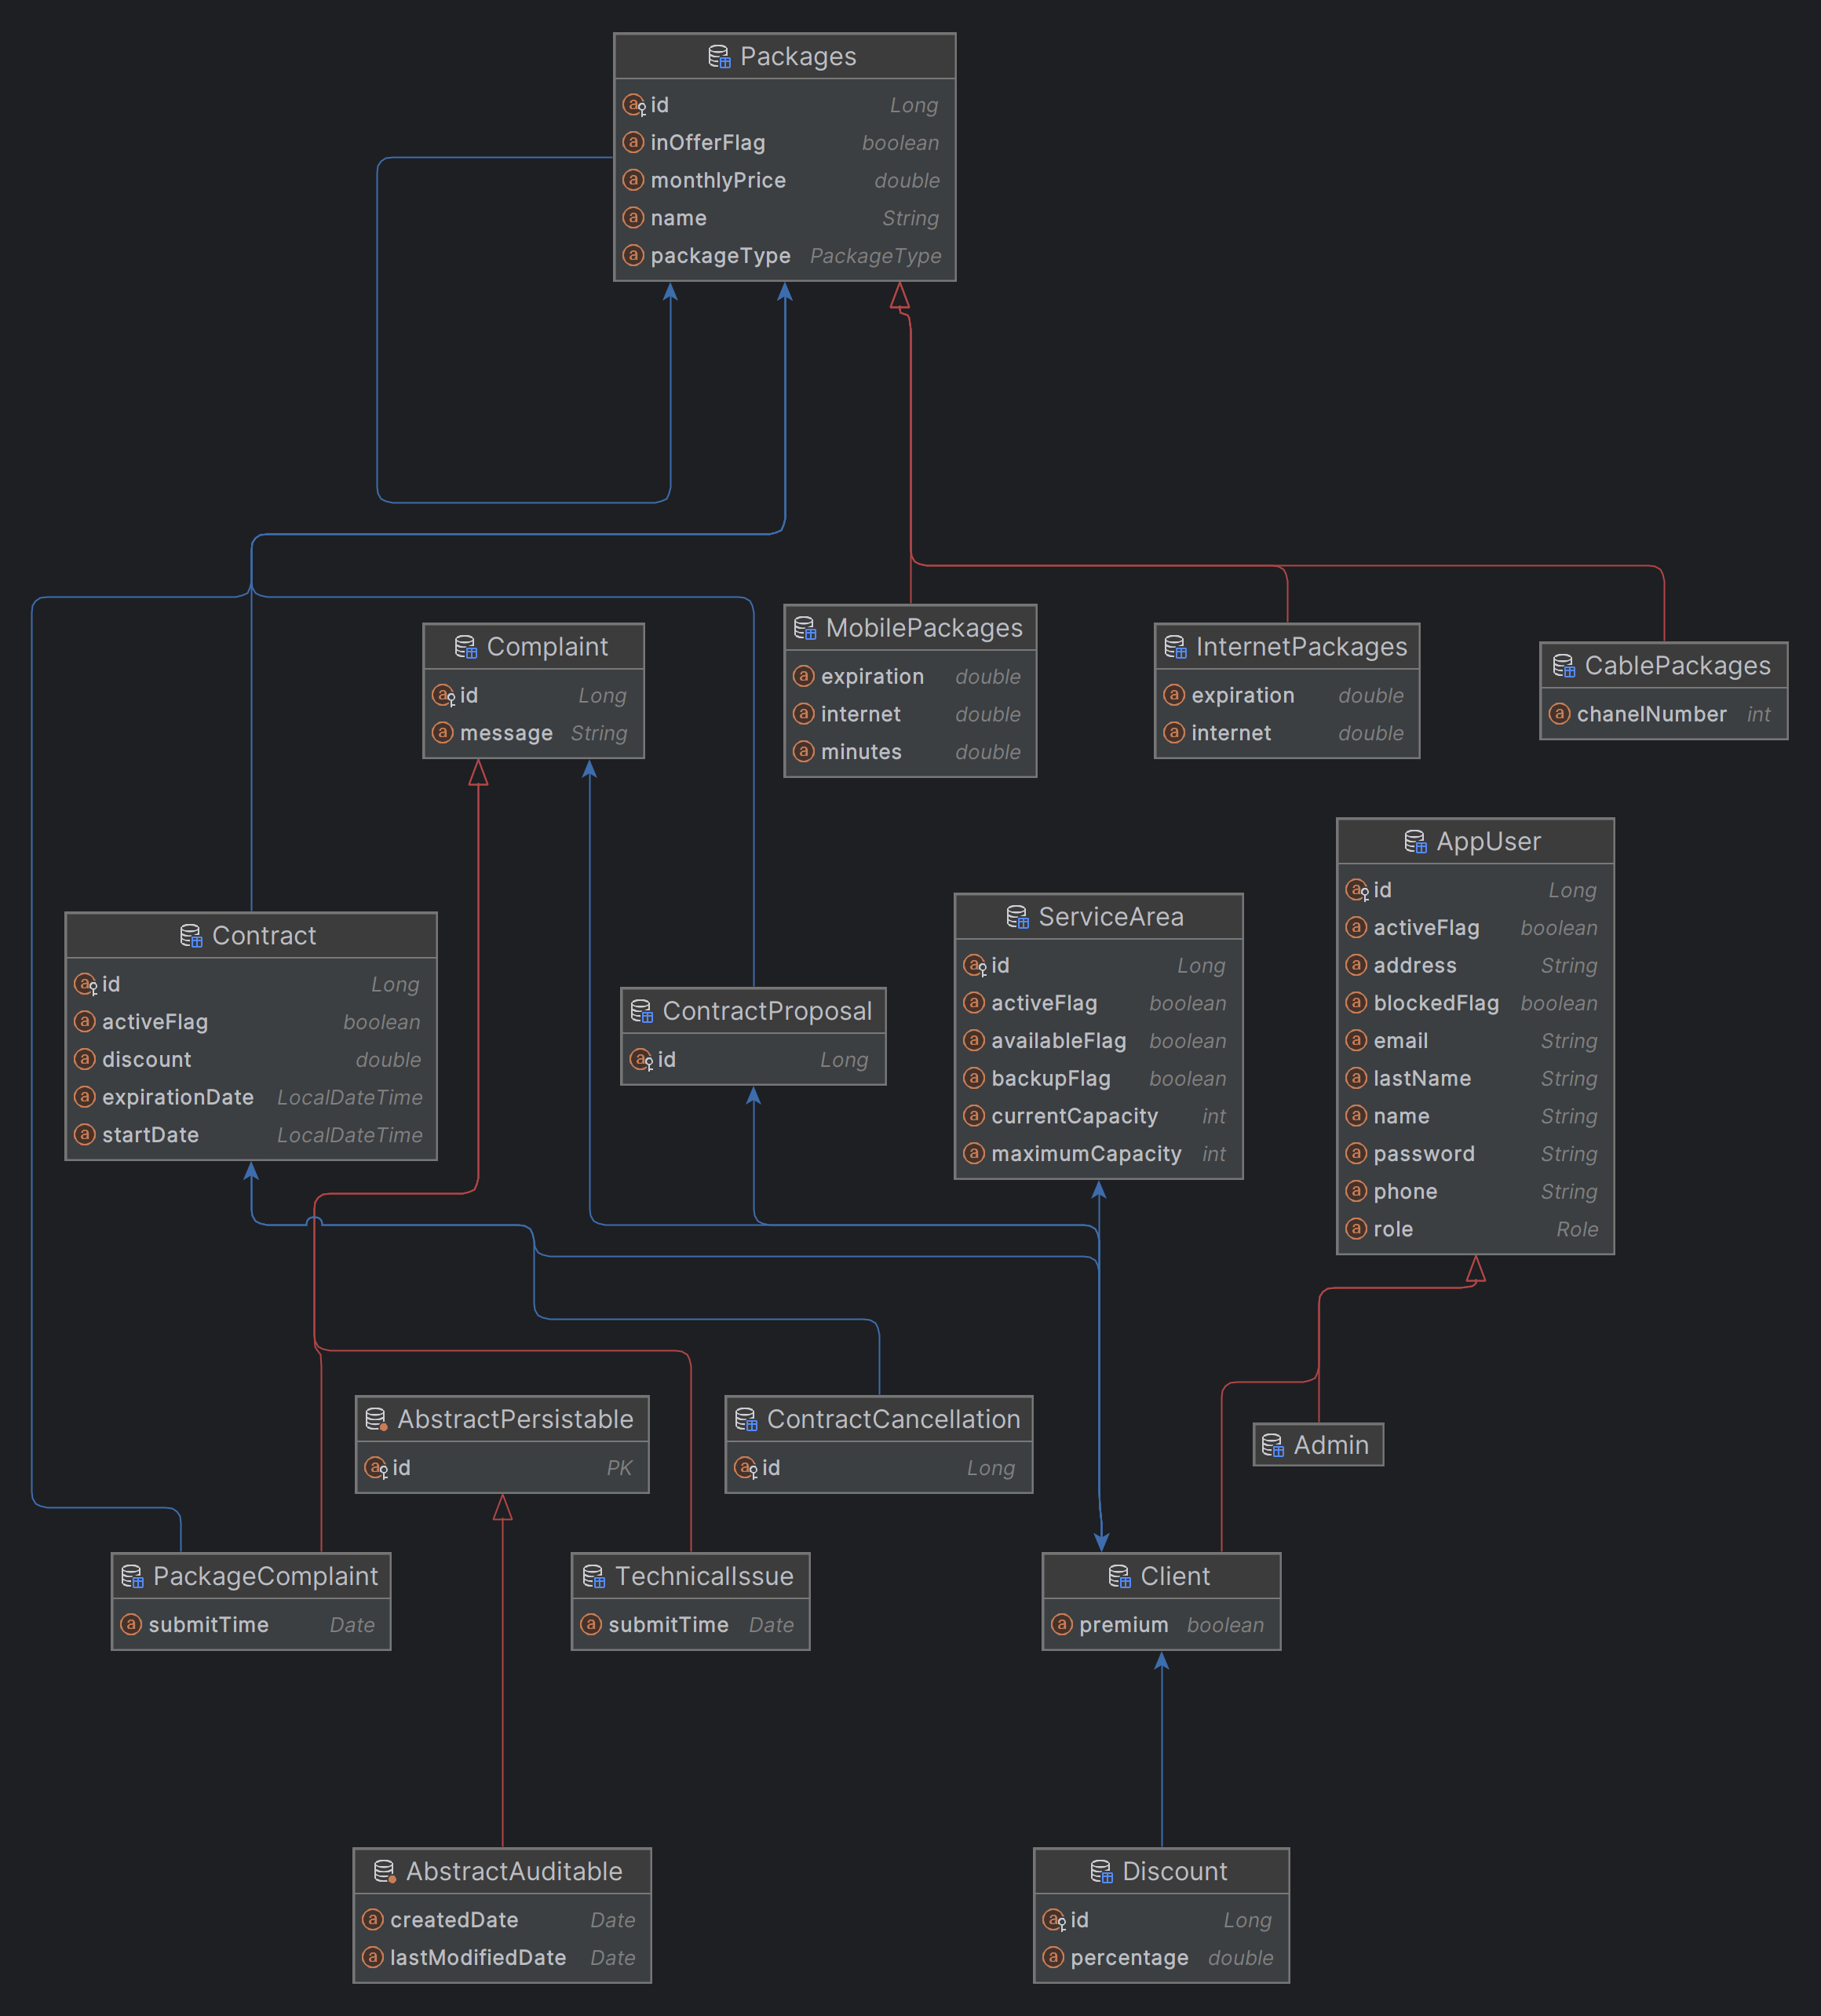 Packages
id Long
inOfferFlag boolean
monthlyPrice double
name String
packageType PackageType
Complaint
id Long
message String
MobilePackages
expiration double
internet double
minutes double
InternetPackages
expiration double
internet double
CablePackages
chanelNumber int
AppUser
id Long
activeFlag boolean
address String
blockedFlag boolean
email String
lastName String
name String
password String
phone String
role Role
Contract
id Long
activeFlag boolean
discount double
expirationDate LocalDateTime
startDate LocalDateTime
ContractProposal
id Long
ServiceArea
id Long
activeFlag boolean
availableFlag boolean
backupFlag boolean
currentCapacity int
maximumCapacity int
AbstractPersistable
id PK
ContractCancellation
id Long
Admin
PackageComplaint
submitTime Date
TechnicalIssue
submitTime Date
Client
premium boolean
AbstractAuditable
createdDate Date
lastModifiedDate Date
Discount
id Long
percentage double